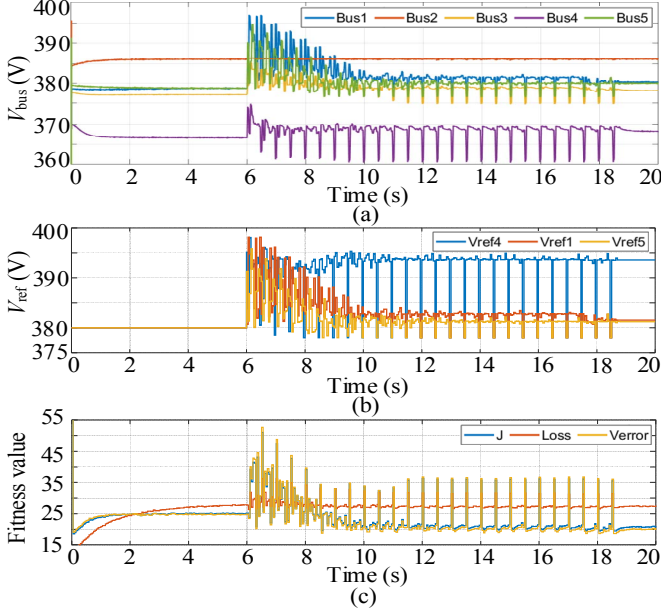 400
Bus1 Bus2 Bus3 Bus4 Bus5
390
380
370
360
Vbus (V)
0 2 4 6 8 10 12 14 16 18 20
Time (s)
(a)
400
Vref4 Vref1 Vref5
390
380
375
Vref (V)
0 2 4 6 8 10 12 14 16 18 20
Time (s)
(b)
55
J Loss Verror
45
35
25
15
Fitness value
0 2 4 6 8 10 12 14 16 18 20
Time (s)
(c)